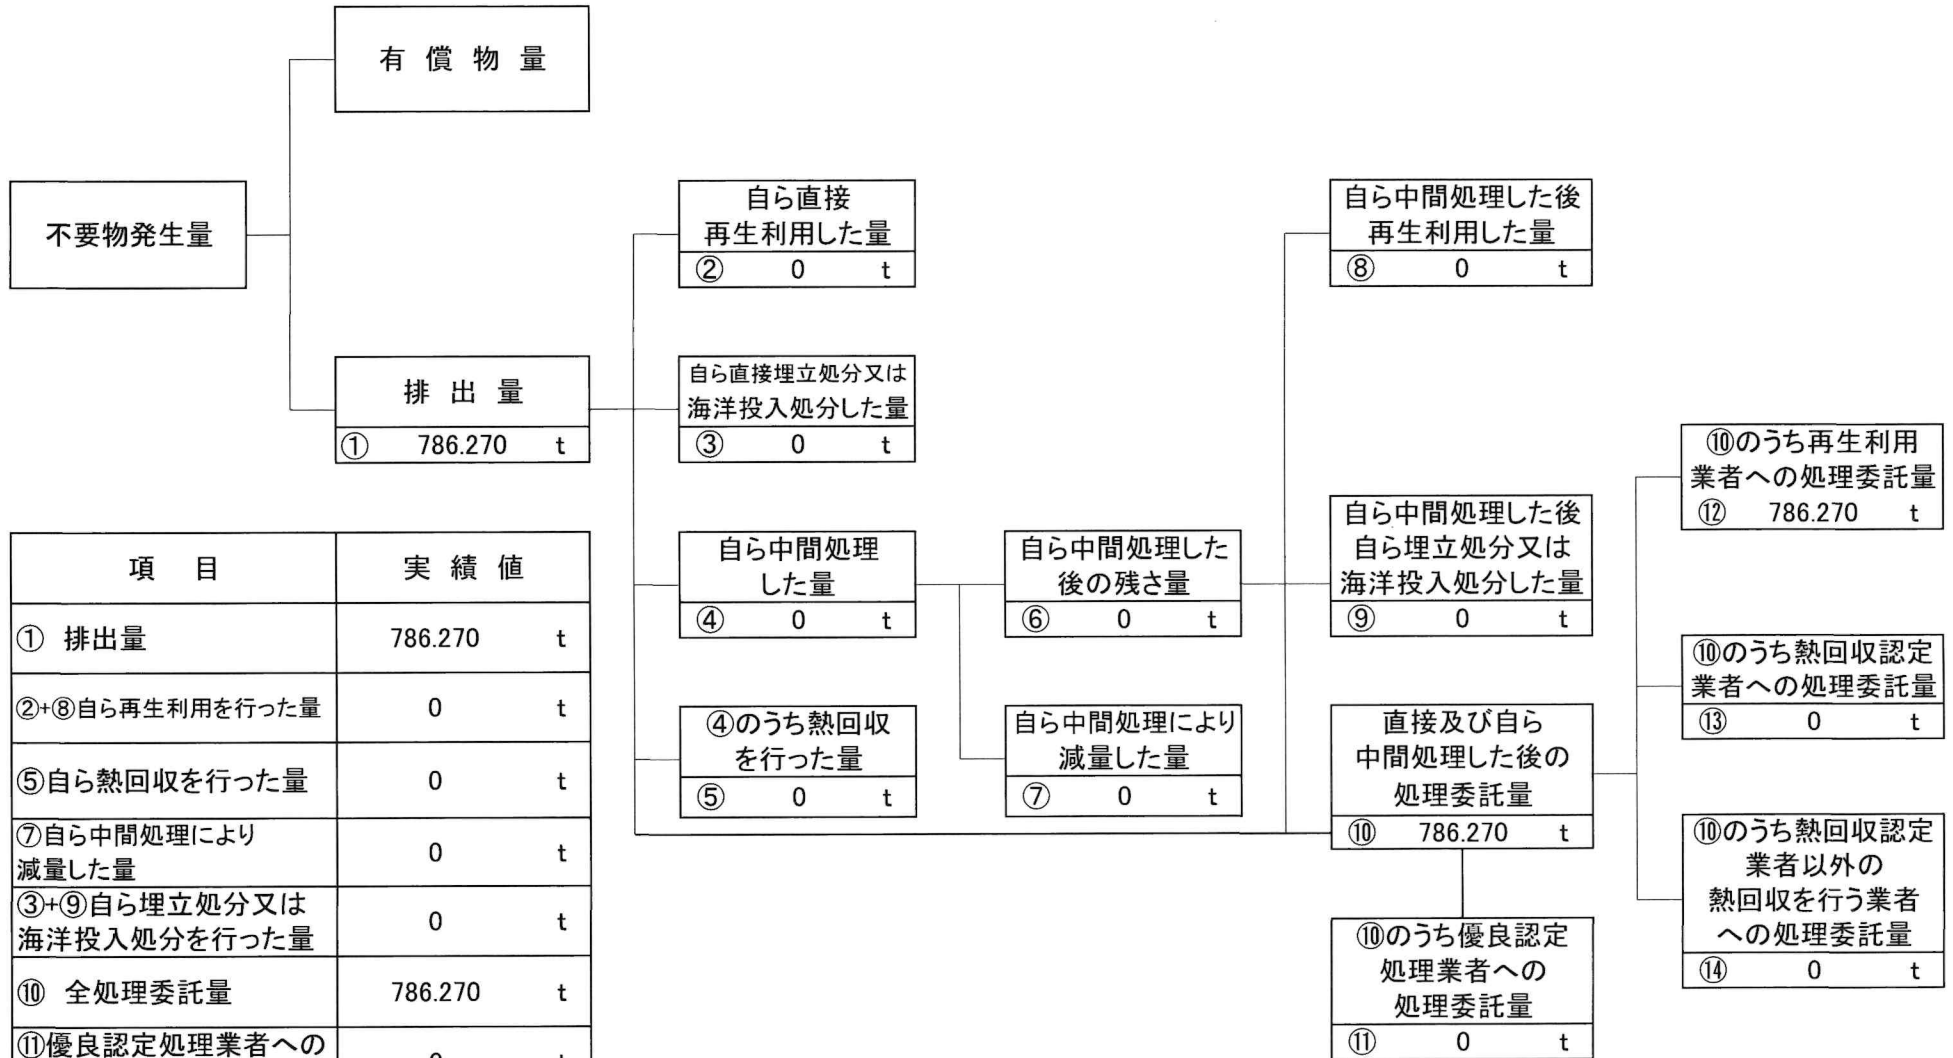 有 償 物 量
不要物発生量
排 出 量
① 786.270 t
自ら直接
再生利用した量
② 0 t
自ら直接埋立処分又は
海洋投入処分した量
③ 0 t
自ら中間処理
した量
④ 0 t
④のうち熱回収
を行った量
⑤ 0 t
自ら中間処理した
後の残さ量
⑥ 0 t
自ら中間処理により
減量した量
⑦ 0 t
自ら中間処理した後
再生利用した量
⑧ 0 t
自ら中間処理した後
自ら埋立処分又は
海洋投入処分した量
⑨ 0 t
直接及び自ら
中間処理した後の
処理委託量
⑩ 786.270 t
⑩のうち優良認定
処理業者への
処理委託量
⑪ 0 t
⑩のうち再生利用
業者への処理委託量
⑫ 786.270 t
⑩のうち熱回収認定
業者への処理委託量
⑬ 0 t
⑩のうち熱回収認定
業者以外の
熱回収を行う業者
への処理委託量
⑭ 0 t
項 目 実 績 値
① 排出量 786.270 t
②+⑧自ら再生利用を行った量 0 t
⑤自ら熱回収を行った量 0 t
⑦自ら中間処理により
減量した量 0 t
③+⑨自ら埋立処分又は
海洋投入処分を行った量 0 t
⑩ 全処理委託量 786.270 t
⑪優良認定処理業者への